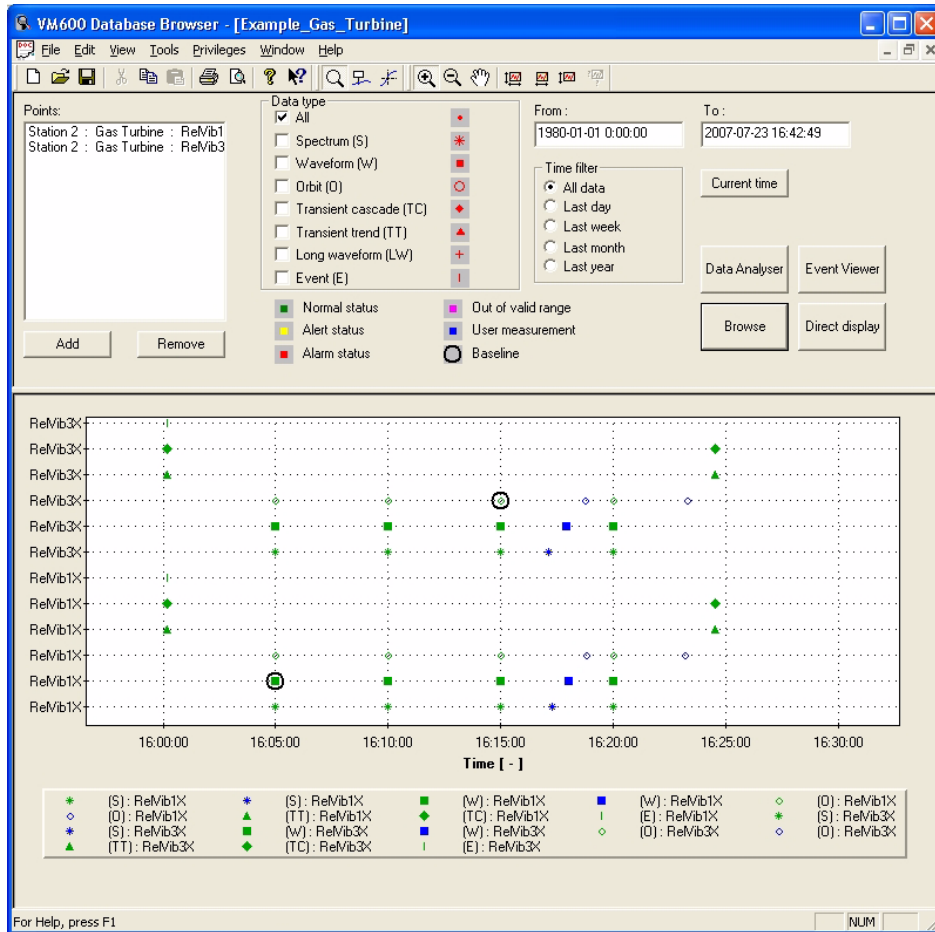 VM600 Database Browser - [Example_Gas_Turbine]
File Edit View Tools Privileges Window Help
Points:
Station 2 : Gas Turbine : RelVib1
Station 2 : Gas Turbine : RelVib3
Add
Remove
Data type
All
Spectrum (S)
Waveform (W)
Orbit (O)
Transient cascade (TC)
Transient trend (TT)
Long waveform (LW)
Event (E)
Normal status
Alert status
Alarm status
Out of valid range
User measurement
Baseline
From :
1980-01-01 0:00:00
To :
2007-07-23 16:42:49
Time filter
All data
Last day
Last week
Last month
Last year
Current time
Data Analyser
Event Viewer
Browse
Direct display
RelVib3X
RelVib3X
RelVib3X
RelVib3X
RelVib3X
RelVib3X
RelVib1X
RelVib1X
RelVib1X
RelVib1X
RelVib1X
RelVib1X
16:00:00 16:05:00 16:10:00 16:15:00 16:20:00 16:25:00 16:30:00
Time [ - ]
(S) : RelVib1X (S) : RelVib1X (W) : RelVib1X (W) : RelVib1X (O) : RelVib1X
(O) : RelVib1X (TT) : RelVib1X (TC) : RelVib1X (E) : RelVib1X (S) : RelVib3X
(S) : RelVib3X (W) : RelVib3X (W) : RelVib3X (O) : RelVib3X (O) : RelVib3X
(TT) : RelVib3X (TC) : RelVib3X (E) : RelVib3X
For Help, press F1
NUM